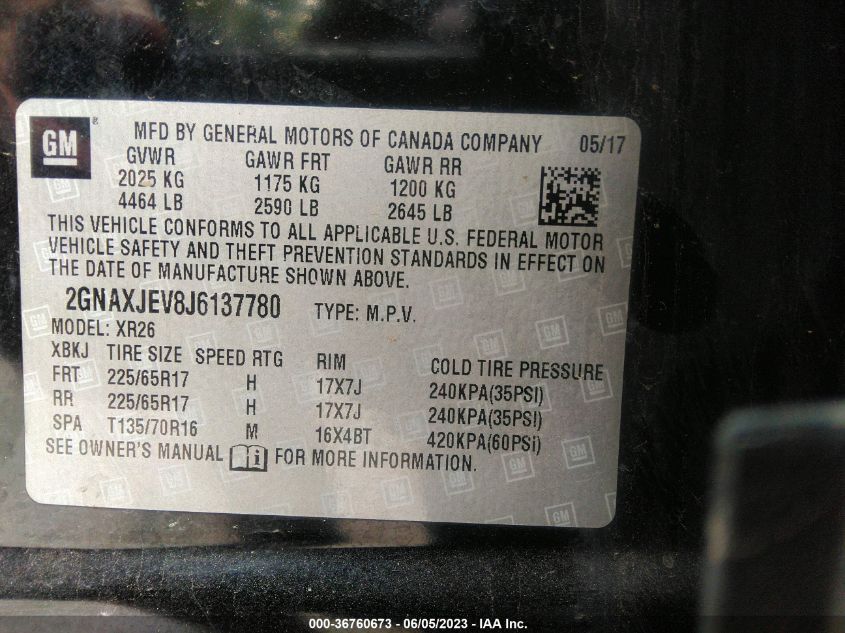 GM ®
MFD BY GENERAL MOTORS OF CANADA COMPANY 05/17
GVWR GAWR FRT GAWR RR
2025 KG 1175 KG 1200 KG
4464 LB 2590 LB 2645 LB
THIS VEHICLE CONFORMS TO ALL APPLICABLE U.S. FEDERAL MOTOR
VEHICLE SAFETY AND THEFT PREVENTION STANDARDS IN EFFECT ON
THE DATE OF MANUFACTURE SHOWN ABOVE.
2GNAXJEV8J6137780 TYPE: M.P.V.
MODEL: XR26
XBKJ TIRE SIZE SPEED RTG RIM COLD TIRE PRESSURE
FRT 225/65R17 H 17X7J 240KPA(35PSI)
RR 225/65R17 H 17X7J 240KPA(35PSI)
SPA T135/70R16 M 16X4BT 420KPA(60PSI)
SEE OWNER'S MANUAL i FOR MORE INFORMATION.
000-36760673 - 06/05/2023 - IAA Inc.